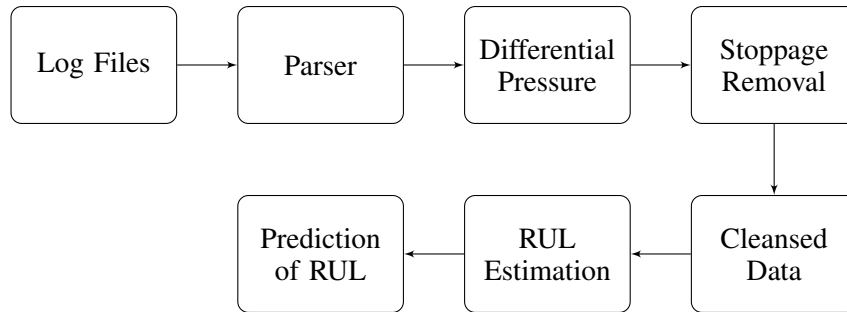 Log Files
Parser
Differential
Pressure
Stoppage
Removal
Cleansed
Data
RUL
Estimation
Prediction
of RUL